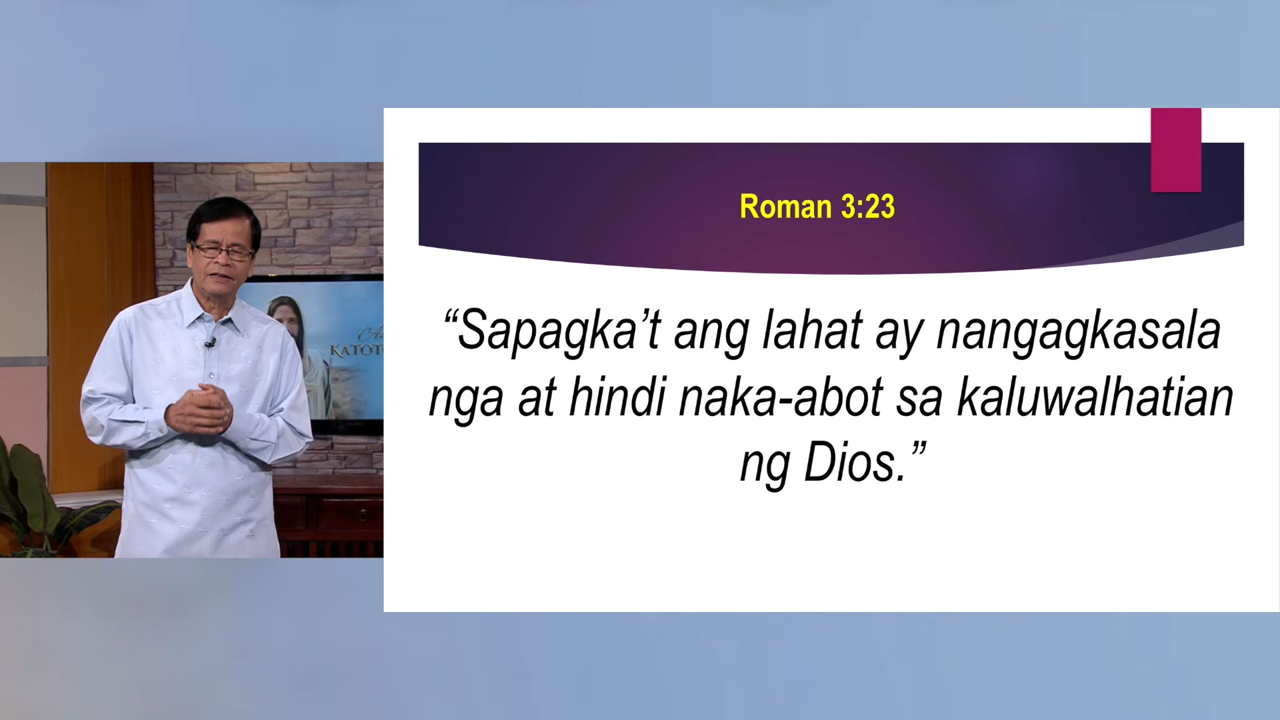 Roman 3:23
“Sapagka’t ang lahat ay nangagkasala
nga at hindi naka-abot sa kaluwalhatian
ng Dios.”